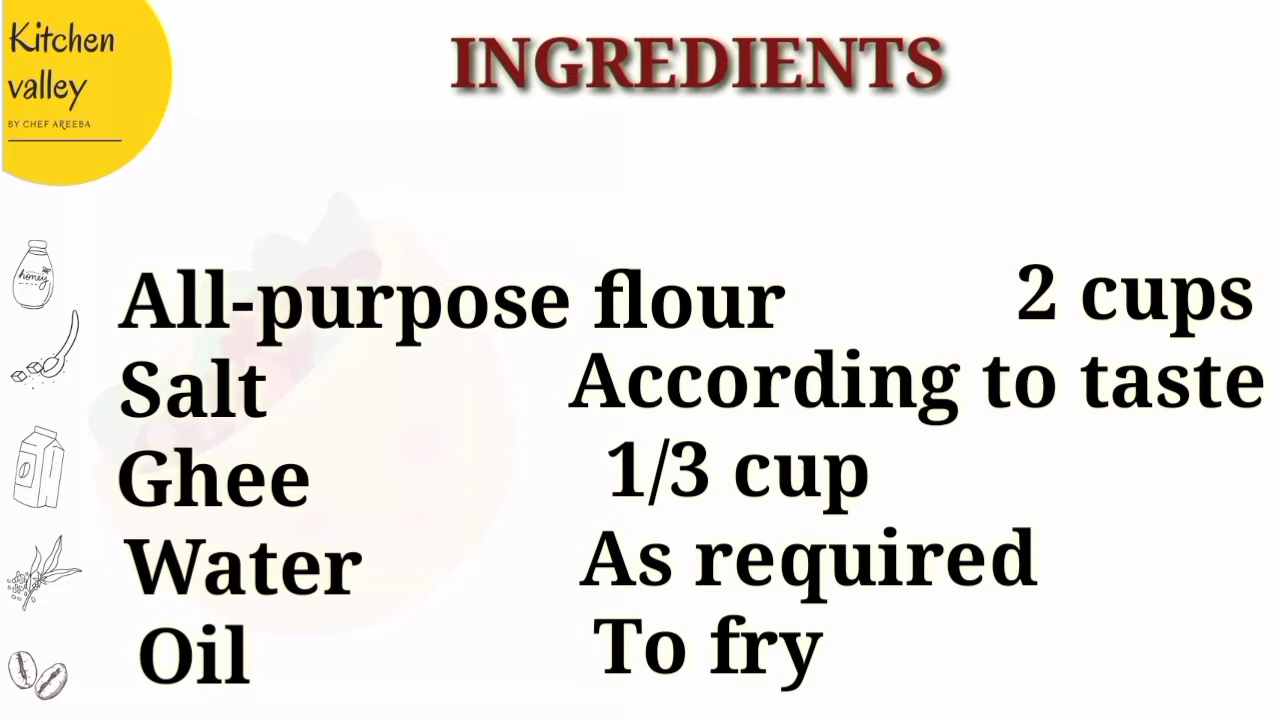 Kitchen
valley
BY CHEF AREEBA
INGREDIENTS
honey
All-purpose flour 2 cups
Salt According to taste
Ghee 1/3 cup
Water As required
Oil To fry